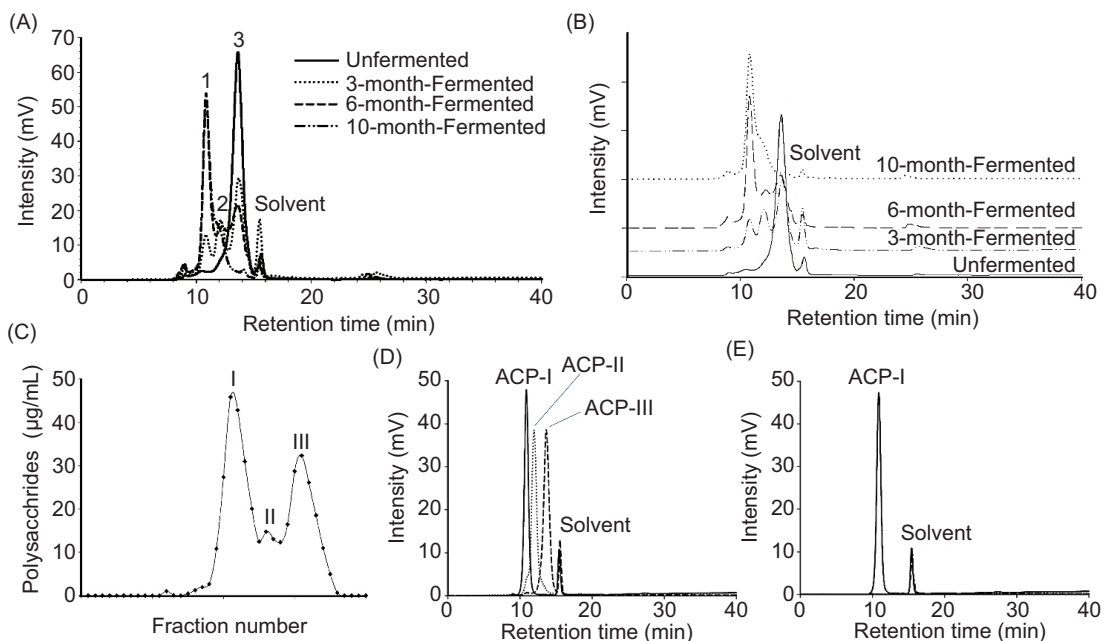 (A)
70
60
50
40
30
20
10
0
Intensity (mV)
0 10 20 30 40
Retention time (min)
1
2
3
Solvent
Unfermented
3-month-Fermented
6-month-Fermented
10-month-Fermented
(B)
Intensity (mV)
Solvent
10-month-Fermented
6-month-Fermented
3-month-Fermented
Unfermented
0 10 20 30 40
Retention time (min)
(C)
50
40
30
20
10
0
Polysacchrides (µg/mL)
I
II
III
Fraction number
(D)
50
40
30
20
10
0
Intensity (mV)
ACP-I
ACP-II
ACP-III
Solvent
0 10 20 30 40
Retention time (min)
(E)
50
40
30
20
10
0
Intensity (mV)
ACP-I
Solvent
0 10 20 30 40
Retention time (min)